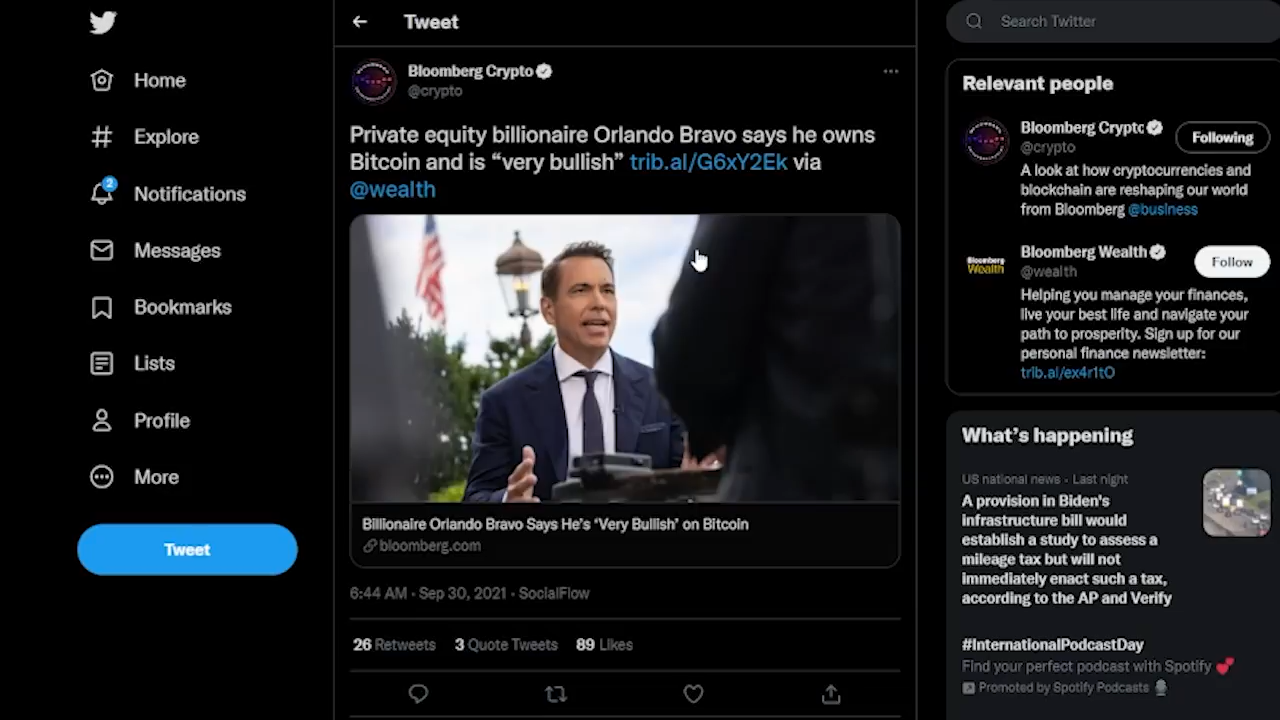 Home
Explore
2
Notifications
Messages
Bookmarks
Lists
Profile
More
Tweet
Tweet
Bloomberg Crypto
@crypto
Private equity billionaire Orlando Bravo says he owns
Bitcoin and is “very bullish” trib.al/G6xY2Ek via
@wealth
Billionaire Orlando Bravo Says He's 'Very Bullish' on Bitcoin
bloomberg.com
6:44 AM · Sep 30, 2021 · SocialFlow
26 Retweets 3 Quote Tweets 89 Likes
Search Twitter
Relevant people
Bloomberg Crypto
@crypto
Following
A look at how cryptocurrencies and
blockchain are reshaping our world
from Bloomberg @business
Bloomberg Wealth
Bloomberg Wealth
@wealth
Follow
Helping you manage your finances,
live your best life and navigate your
path to prosperity. Sign up for our
personal finance newsletter:
trib.al/ex4r1tO
What's happening
US national news · Last night
A provision in Biden's
infrastructure bill would
establish a study to assess a
mileage tax but will not
immediately enact such a tax,
according to the AP and Verify
#InternationalPodcastDay
Find your perfect podcast with Spotify 💕
Promoted by Spotify Podcasts 🎙️